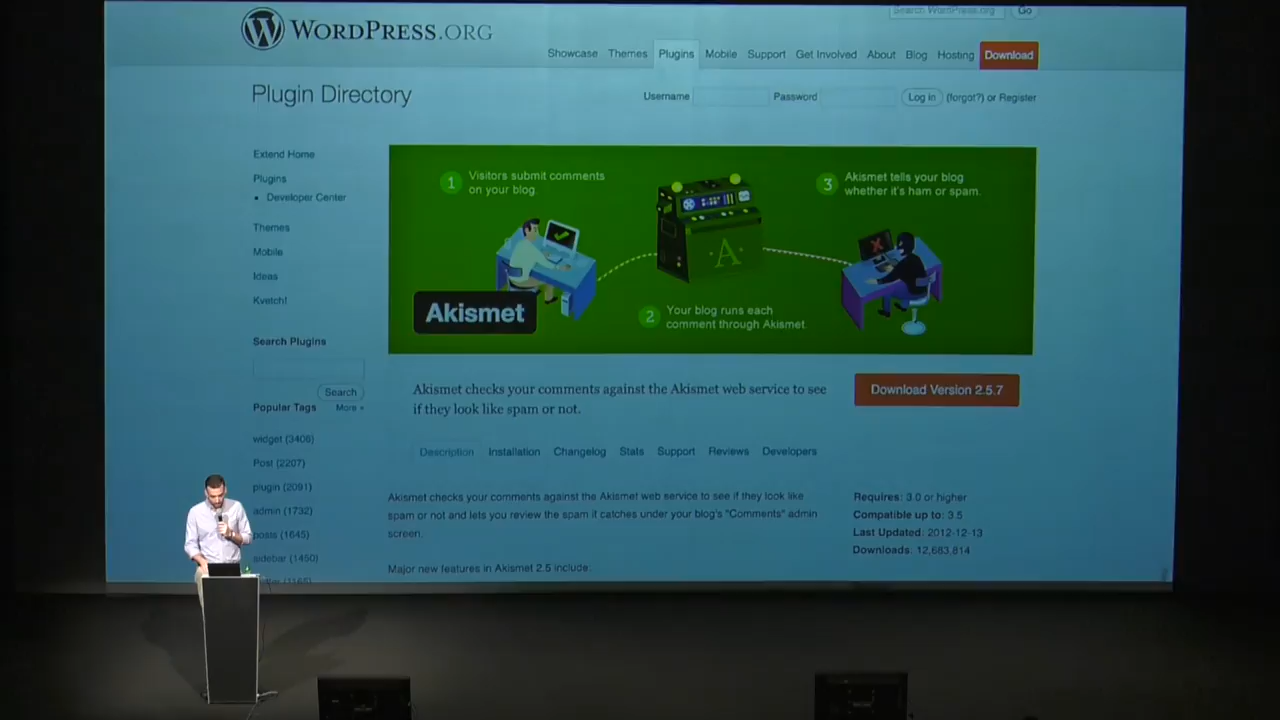 Search WordPress.org Go
WORDPRESS.ORG
Showcase Themes Plugins Mobile Support Get Involved About Blog Hosting Download
Plugin Directory
Username Password Log in (forgot?) or Register
Extend Home
Plugins
• Developer Center
Themes
Mobile
Ideas
Kvetch!
Search Plugins
Search
Popular Tags More »
widget (3406)
Post (2207)
plugin (2091)
admin (1732)
posts (1645)
sidebar (1450)
1 Visitors submit comments
on your blog.
A
2 Your blog runs each
comment through Akismet.
3 Akismet tells your blog
whether it's ham or spam.
Akismet
Akismet checks your comments against the Akismet web service to see
if they look like spam or not.
Download Version 2.5.7
Description Installation Changelog Stats Support Reviews Developers
Akismet checks your comments against the Akismet web service to see if they look like
spam or not and lets you review the spam it catches under your blog's "Comments" admin
screen.
Major new features in Akismet 2.5 include:
Requires: 3.0 or higher
Compatible up to: 3.5
Last Updated: 2012-12-13
Downloads: 12,683,814